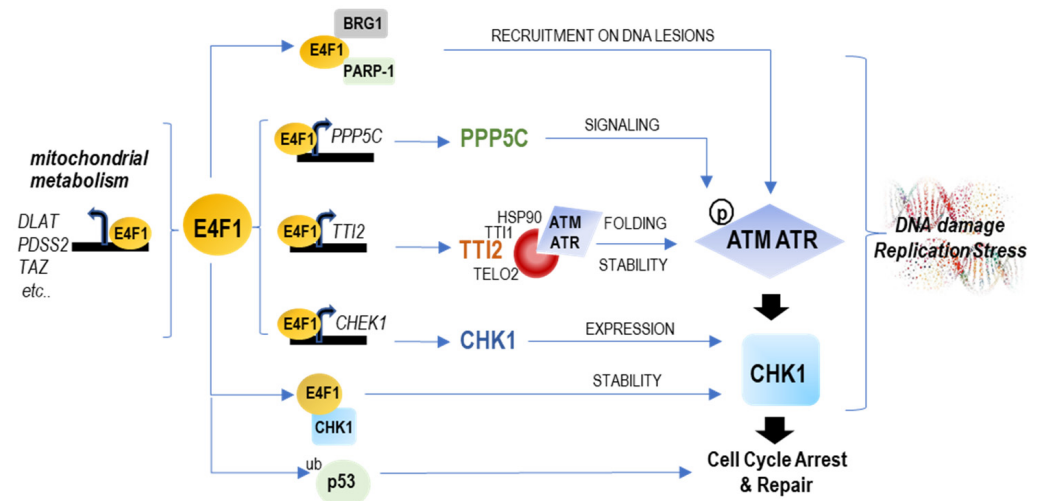 BRG1
E4F1
PARP-1
RECRUITMENT ON DNA LESIONS
mitochondrial
metabolism
DLAT
PDSS2
TAZ
etc..
E4F1
E4F1
E4F1
PPP5C
PPP5C
SIGNALING
E4F1
TTI2
TTI2
HSP90
TTI1
TELO2
ATM
ATR
FOLDING
STABILITY
E4F1
CHEK1
CHK1
EXPRESSION
E4F1
CHK1
STABILITY
ub
p53
p
ATM ATR
CHK1
Cell Cycle Arrest
& Repair
DNA damage
Replication Stress